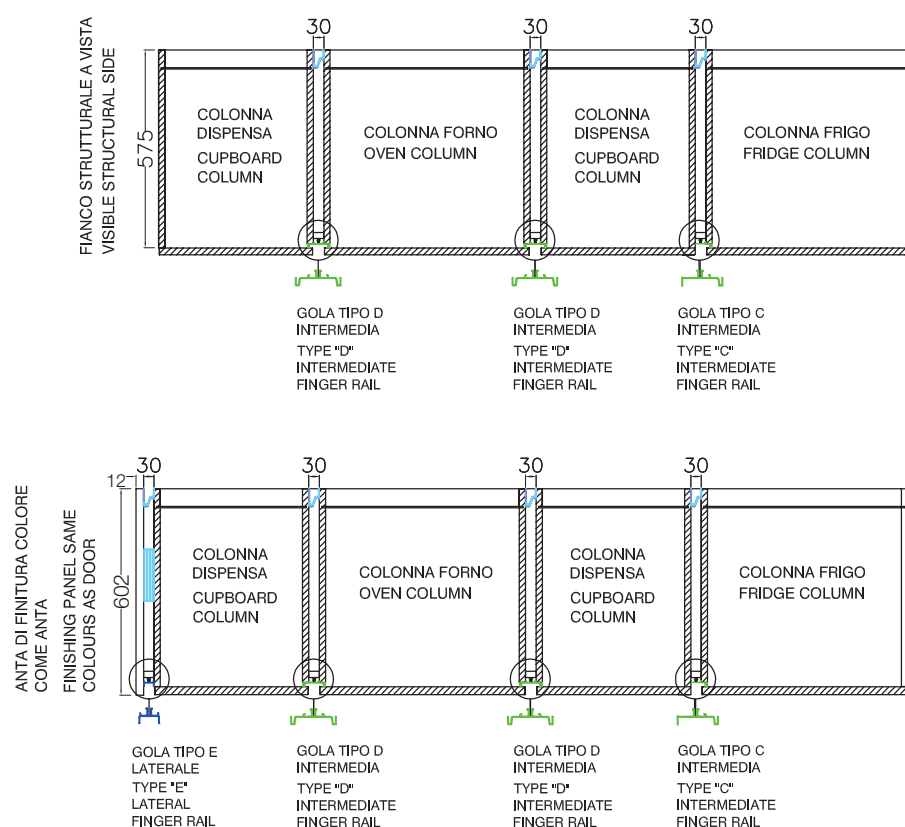 30
30
30
FIANCO STRUTTURALE A VISTA
VISIBLE STRUCTURAL SIDE
575
COLONNA
DISPENSA
CUPBOARD
COLUMN
COLONNA FORNO
OVEN COLUMN
COLONNA
DISPENSA
CUPBOARD
COLUMN
COLONNA FRIGO
FRIDGE COLUMN
GOLA TIPO D
INTERMEDIA
TYPE "D"
INTERMEDIATE
FINGER RAIL
GOLA TIPO D
INTERMEDIA
TYPE "D"
INTERMEDIATE
FINGER RAIL
GOLA TIPO C
INTERMEDIA
TYPE "C"
INTERMEDIATE
FINGER RAIL
12
30
30
30
30
ANTA DI FINITURA COLORE
COME ANTA
FINISHING PANEL SAME
COLOURS AS DOOR
602
COLONNA
DISPENSA
CUPBOARD
COLUMN
COLONNA FORNO
OVEN COLUMN
COLONNA
DISPENSA
CUPBOARD
COLUMN
COLONNA FRIGO
FRIDGE COLUMN
GOLA TIPO E
LATERALE
TYPE "E"
LATERAL
FINGER RAIL
GOLA TIPO D
INTERMEDIA
TYPE "D"
INTERMEDIATE
FINGER RAIL
GOLA TIPO D
INTERMEDIA
TYPE "D"
INTERMEDIATE
FINGER RAIL
GOLA TIPO C
INTERMEDIA
TYPE "C"
INTERMEDIATE
FINGER RAIL